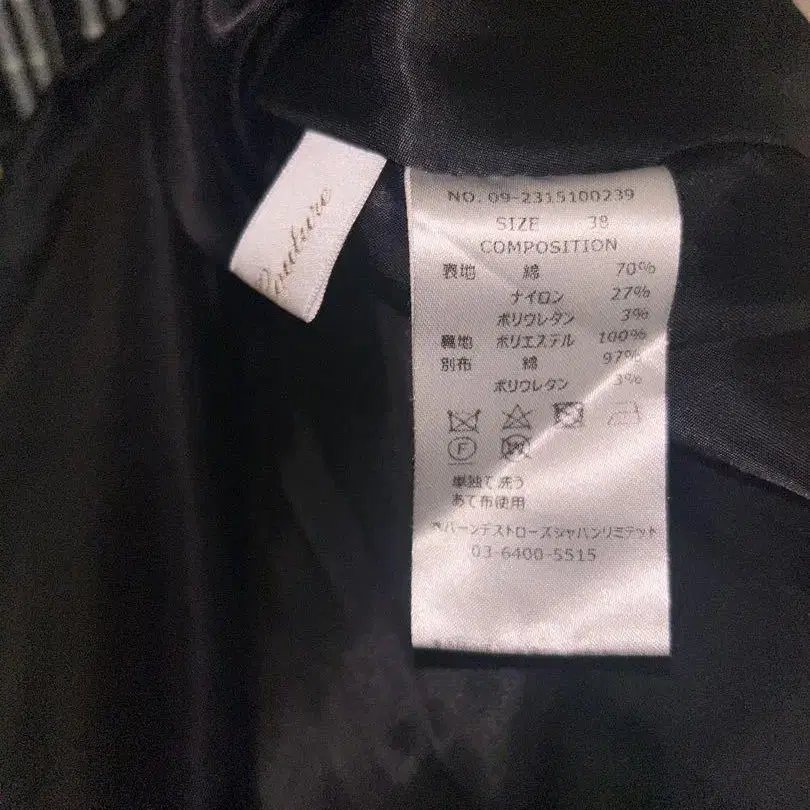 Couture
NO. 09-2315100239
SIZE 38
COMPOSITION
表地 綿 70%
ナイロン 27%
ポリウレタン 3%
裏地 ポリエステル 100%
別布 綿 97%
ポリウレタン 3%
F
W
単独で洗う
あて布使用
バーンデストローズジャパンリミテッド
03-6400-5515